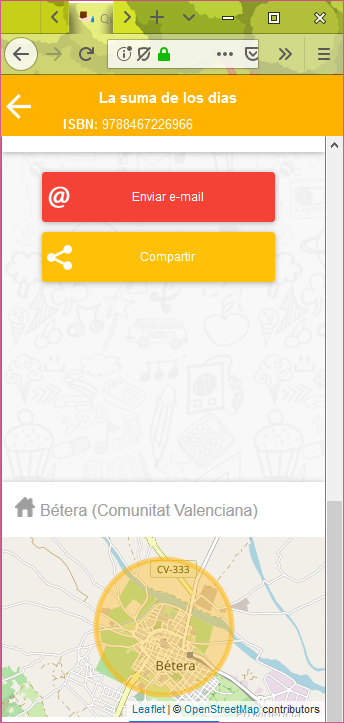 La suma de los dias
ISBN: 9788467226966
@ Enviar e-mail
Compartir
Bétera (Comunitat Valenciana)
CV-333
Bétera
Leaflet | © OpenStreetMap contributors